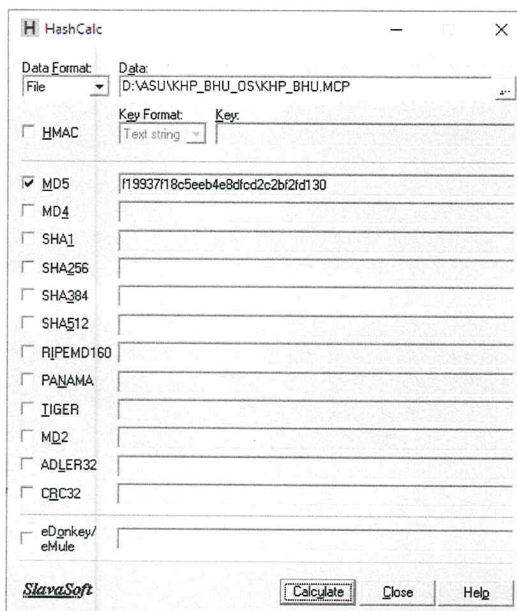 HashCalc
Data Format: Data:
File D:\ASU\KHP_BHU_OS\KHP_BHU.MCP ...
Key Format: Key:
HMAC Text string
MD5 f19937f18c5eeb4e8dfcd2c2bf2fd130
MD4
SHA1
SHA256
SHA384
SHA512
RIPEMD160
PANAMA
TIGER
MD2
ADLER32
CRC32
eDonkey/
eMule
SlavaSoft Calculate Close Help